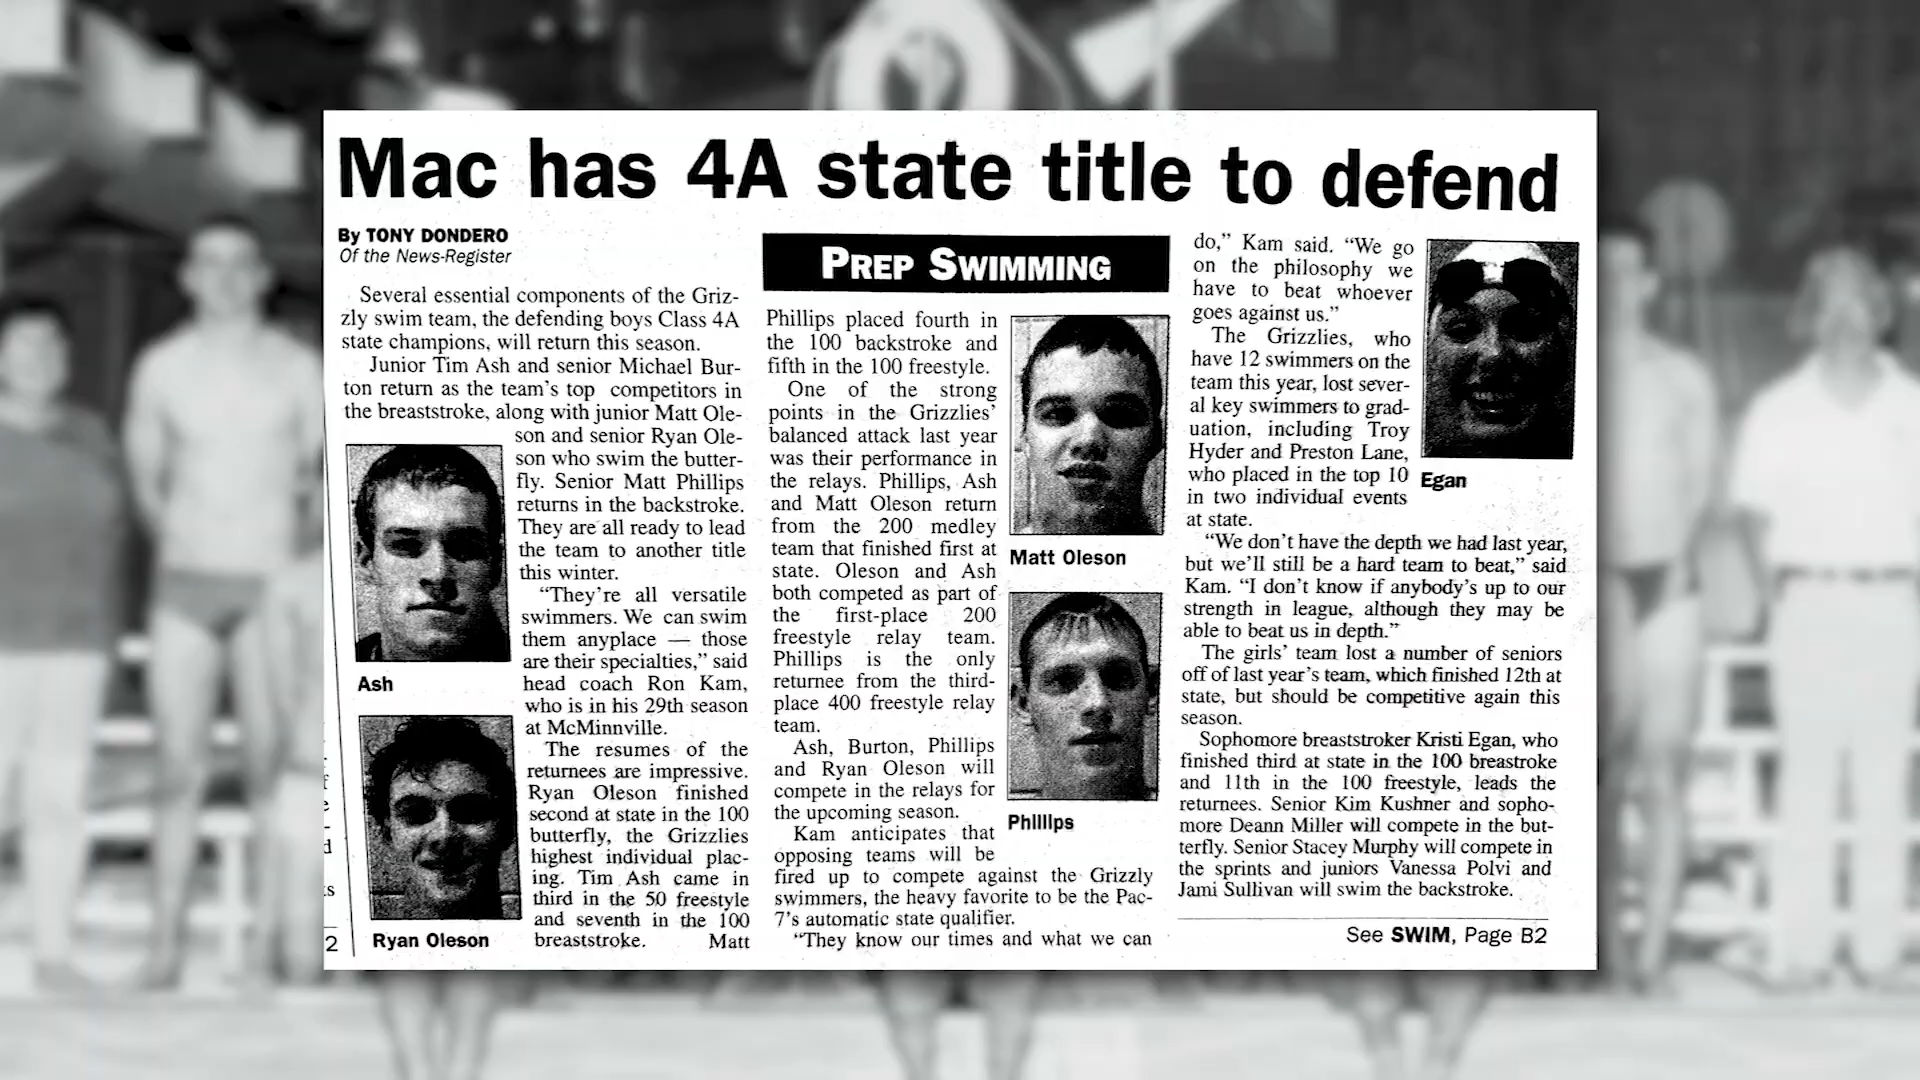 Mac has 4A state title to defend
By TONY DONDERO
Of the News-Register
Several essential components of the Griz-
zly swim team, the defending boys Class 4A
state champions, will return this season.
Junior Tim Ash and senior Michael Bur-
ton return as the team's top competitors in
the breaststroke, along with junior Matt Ole-
son and senior Ryan Ole-
son who swim the butter-
fly. Senior Matt Phillips
returns in the backstroke.
They are all ready to lead
the team to another title
this winter.
"They're all versatile
swimmers. We can swim
them anyplace — those
are their specialties," said
head coach Ron Kam,
who is in his 29th season
at McMinnville.
The resumes of the
returnees are impressive.
Ryan Oleson finished
second at state in the 100
butterfly, the Grizzlies
highest individual plac-
ing. Tim Ash came in
third in the 50 freestyle
and seventh in the 100
breaststroke. Matt
Ash
Ryan Oleson
PREP SWIMMING
Phillips placed fourth in
the 100 backstroke and
fifth in the 100 freestyle.
One of the strong
points in the Grizzlies'
balanced attack last year
was their performance in
the relays. Phillips, Ash
and Matt Oleson return
from the 200 medley
team that finished first at
state. Oleson and Ash
both competed as part of
the first-place 200
freestyle relay team.
Phillips is the only
returnee from the third-
place 400 freestyle relay
team.
Ash, Burton, Phillips
and Ryan Oleson will
compete in the relays for
the upcoming season.
Kam anticipates that
opposing teams will be
fired up to compete against the Grizzly
swimmers, the heavy favorite to be the Pac-
7's automatic state qualifier.
"They know our times and what we can
Matt Oleson
Phillips
do," Kam said. "We go
on the philosophy we
have to beat whoever
goes against us."
The Grizzlies, who
have 12 swimmers on the
team this year, lost sever-
al key swimmers to grad-
uation, including Troy
Hyder and Preston Lane,
who placed in the top 10
in two individual events
at state.
"We don't have the depth we had last year,
but we'll still be a hard team to beat," said
Kam. "I don't know if anybody's up to our
strength in league, although they may be
able to beat us in depth."
The girls' team lost a number of seniors
off of last year's team, which finished 12th at
state, but should be competitive again this
season.
Sophomore breaststroker Kristi Egan, who
finished third at state in the 100 breastroke
and 11th in the 100 freestyle, leads the
returnees. Senior Kim Kushner and sopho-
more Deann Miller will compete in the but-
terfly. Senior Stacey Murphy will compete in
the sprints and juniors Vanessa Polvi and
Jami Sullivan will swim the backstroke.
Egan
See SWIM, Page B2
2